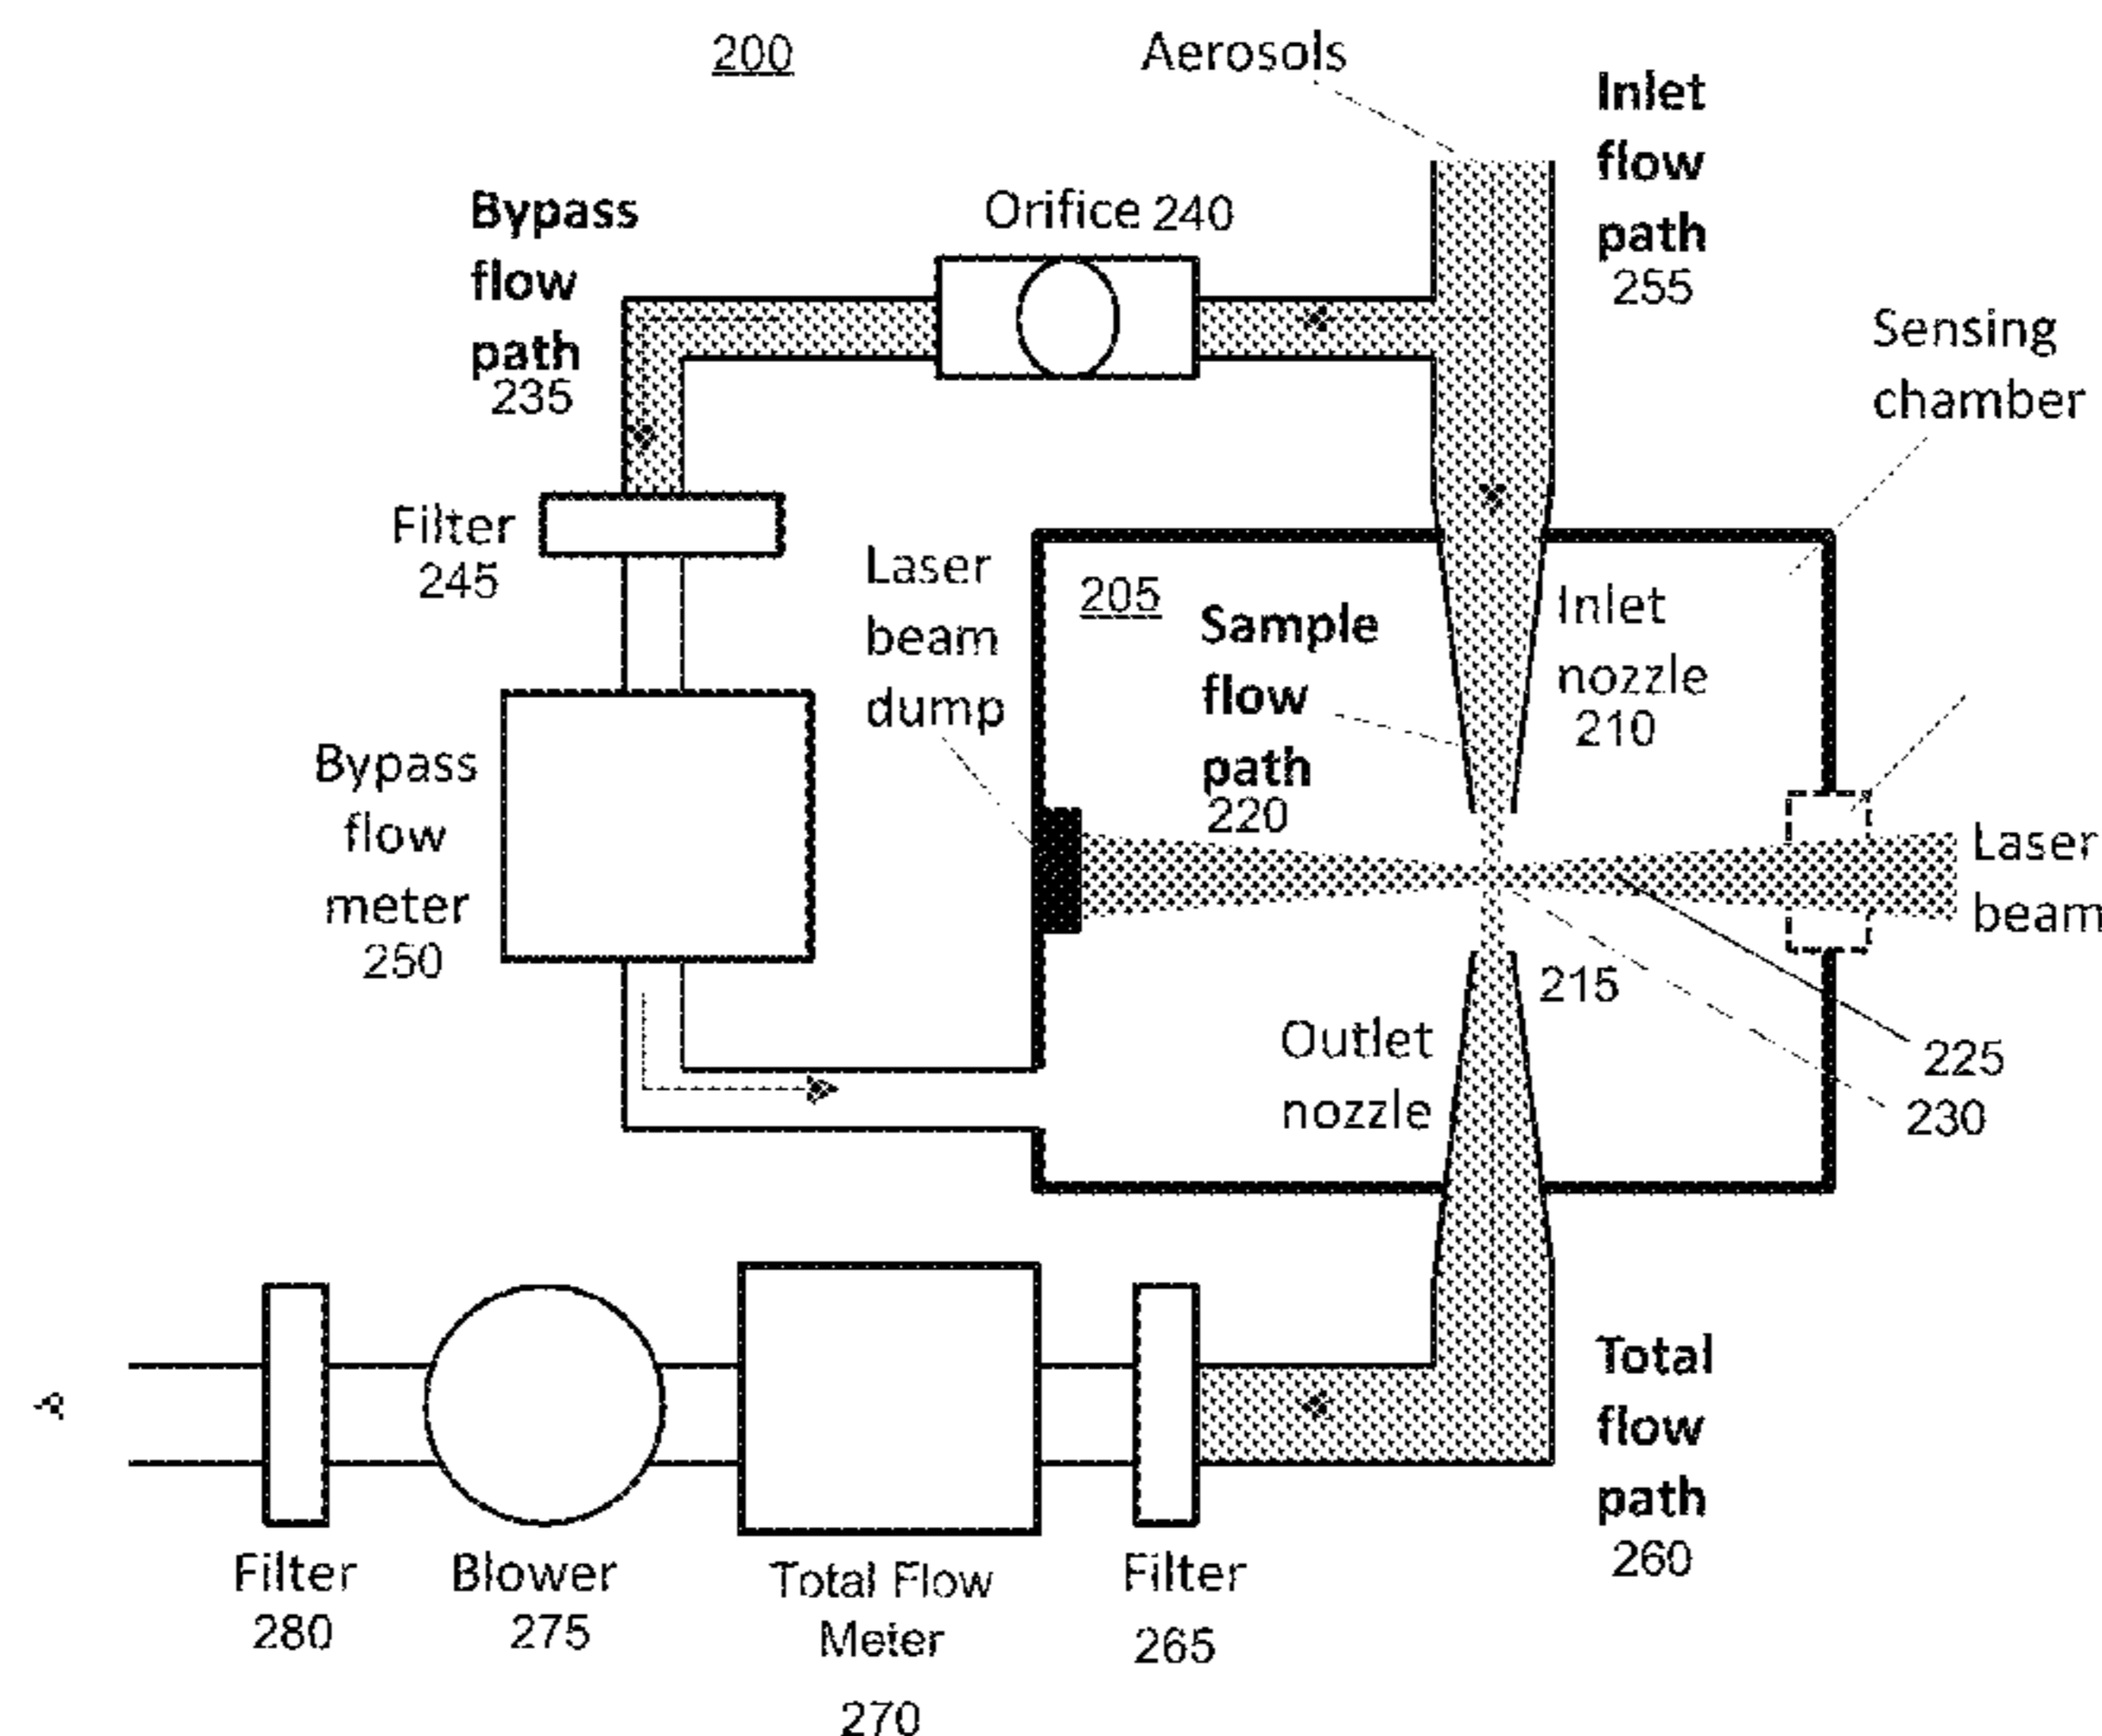 200
Aerosols
Inlet
flow
path
255
Bypass
flow
path
235
Orifice 240
Sensing
chamber
Filter
245
Laser
beam
dump
205
Sample
flow
path
220
Inlet
nozzle
210
Bypass
flow
meter
250
Laser
beam
215
Outlet
nozzle
225
230
Total
flow
path
260
Filter
280
Blower
275
Total Flow
Meter
270
Filter
265